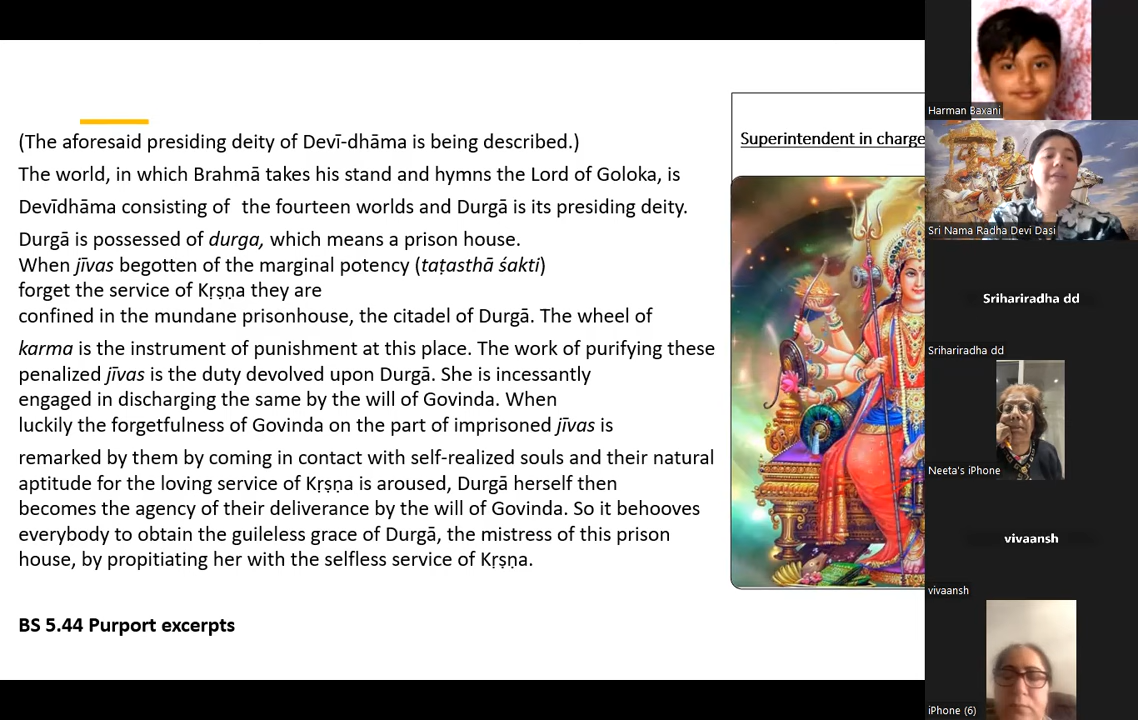 (The aforesaid presiding deity of Devī-dhāma is being described.)
The world, in which Brahmā takes his stand and hymns the Lord of Goloka, is
Devīdhāma consisting of the fourteen worlds and Durgā is its presiding deity.
Durgā is possessed of durga, which means a prison house.
When jīvas begotten of the marginal potency (taṭasthā śakti)
forget the service of Kṛṣṇa they are
confined in the mundane prisonhouse, the citadel of Durgā. The wheel of
karma is the instrument of punishment at this place. The work of purifying these
penalized jīvas is the duty devolved upon Durgā. She is incessantly
engaged in discharging the same by the will of Govinda. When
luckily the forgetfulness of Govinda on the part of imprisoned jīvas is
remarked by them by coming in contact with self-realized souls and their natural
aptitude for the loving service of Kṛṣṇa is aroused, Durgā herself then
becomes the agency of their deliverance by the will of Govinda. So it behooves
everybody to obtain the guileless grace of Durgā, the mistress of this prison
house, by propitiating her with the selfless service of Kṛṣṇa.
BS 5.44 Purport excerpts
Superintendent in charge
Harman Baxani
Sri Nama Radha Devi Dasi
Srihariradha dd
Srihariradha dd
Neeta's iPhone
vivaansh
vivaansh
iPhone (6)